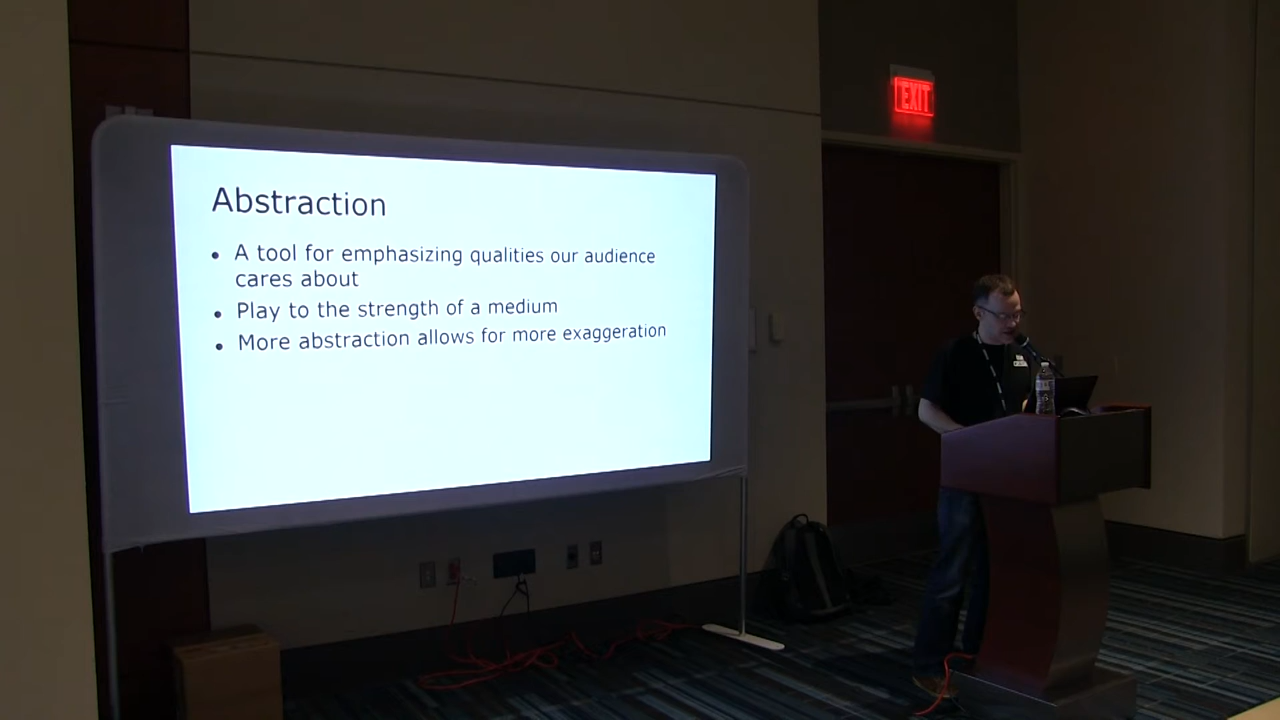 EXIT
Abstraction
• A tool for emphasizing qualities our audience
cares about
• Play to the strength of a medium
• More abstraction allows for more exaggeration